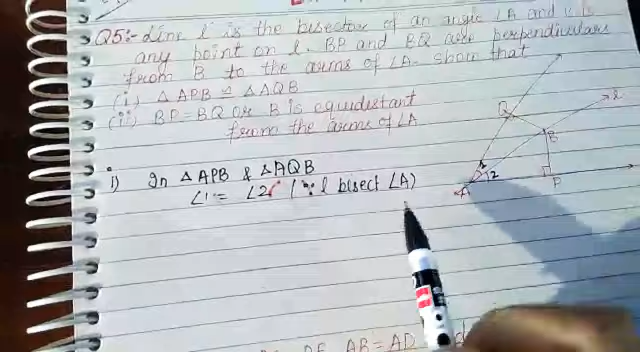 Q5:- Line l is the bisector of an angle ∠A and B is
any point on l. BP and BQ are perpendiculars
from B to the arms of ∠A. Show that
(i) △APB ≅ △AQB
(ii) BP = BQ or B is equidistant
from the arms of ∠A
Q
l
B
1
2
A
P
i) In △APB & △AQB
∠1 = ∠2 (∵ l bisect ∠A)
DE AB = AD